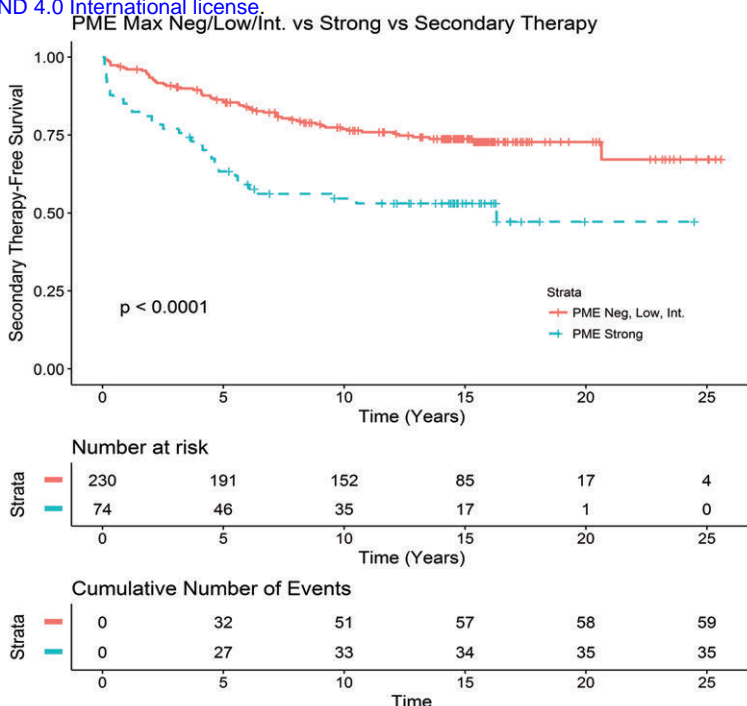 ND 4.0 International license.
PME Max Neg/Low/Int. vs Strong vs Secondary Therapy
Secondary Therapy-Free Survival
1.00
0.75
0.50
0.25
0.00
p < 0.0001
Strata
PME Neg, Low, Int.
PME Strong
0 5 10 15 20 25
Time (Years)
Number at risk
Strata
230 191 152 85 17 4
74 46 35 17 1 0
0 5 10 15 20 25
Time (Years)
Cumulative Number of Events
Strata
0 32 51 57 58 59
0 27 33 34 35 35
0 5 10 15 20 25
Time